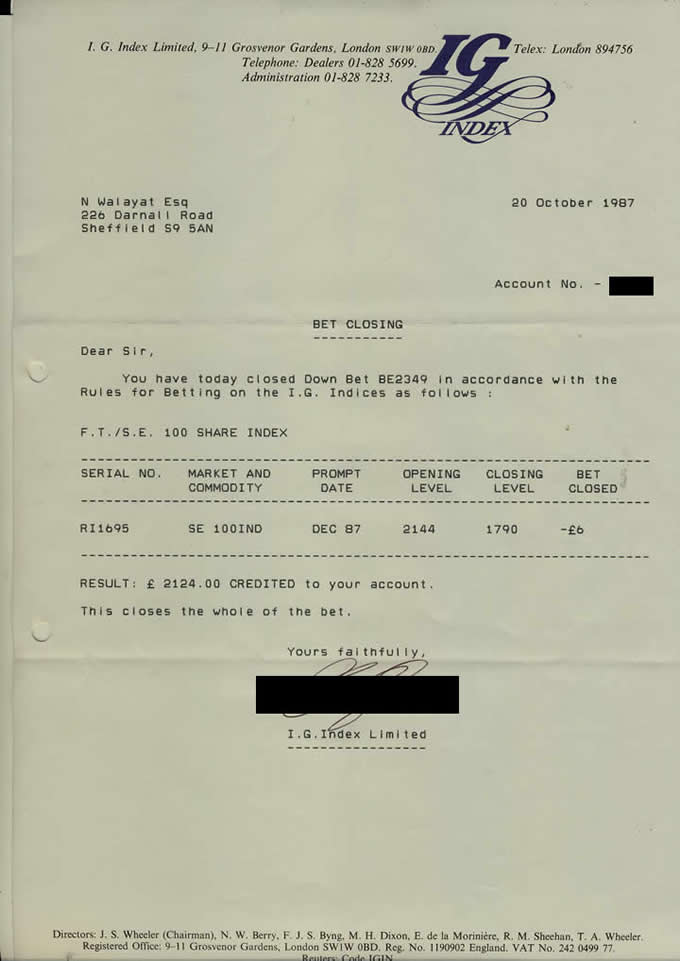 I. G. Index Limited, 9–11 Grosvenor Gardens, London SW1W 0BD. Telex: London 894756
Telephone: Dealers 01-828 5699.
Administration 01-828 7233.
IG
INDEX
N Walayat Esq
20 October 1987
226 Darnall Road
Sheffield S9 5AN
Account No. -
BET CLOSING
Dear Sir,
You have today closed Down Bet BE2349 in accordance with the
Rules for Betting on the I.G. Indices as follows :
F.T./S.E. 100 SHARE INDEX
SERIAL NO. MARKET AND PROMPT OPENING CLOSING BET
COMMODITY DATE LEVEL LEVEL CLOSED
RI1695 SE 100IND DEC 87 2144 1790 -£6
RESULT: £ 2124.00 CREDITED to your account.
This closes the whole of the bet.
Yours faithfully,
I.G.Index Limited
Directors: J. S. Wheeler (Chairman), N. W. Berry, F. J. S. Byng, M. H. Dixon, E. de la Morinière, R. M. Sheehan, T. A. Wheeler.
Registered Office: 9–11 Grosvenor Gardens, London SW1W 0BD. Reg. No. 1190902 England. VAT No. 242 0499 77.
Reuters: Code IGIN